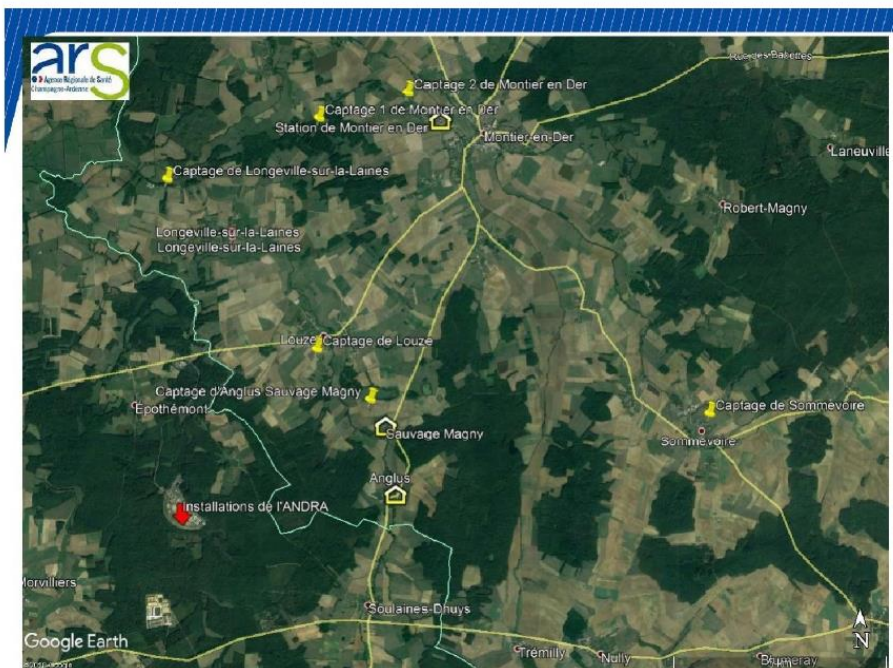 ars
Agence Régionale de Santé
Champagne-Ardenne
Captage 2 de Montier en Der
Captage 1 de Montier en Der
Station de Montier en Der
Montier-en-Der
Laneuville
Captage de Longeville-sur-la-Laines
Robert-Magny
Longeville-sur-la-Laines
Longeville-sur-la-Laines
Louze
Captage de Louze
Captage d'Anglus Sauvage Magny
Epothémont
Captage de Sommevoire
Sauvage Magny
Sommevoire
Anglus
Installations de l'ANDRA
Morvilliers
Soulaines-Dhuys
Google Earth
Trémilly
Nully
N